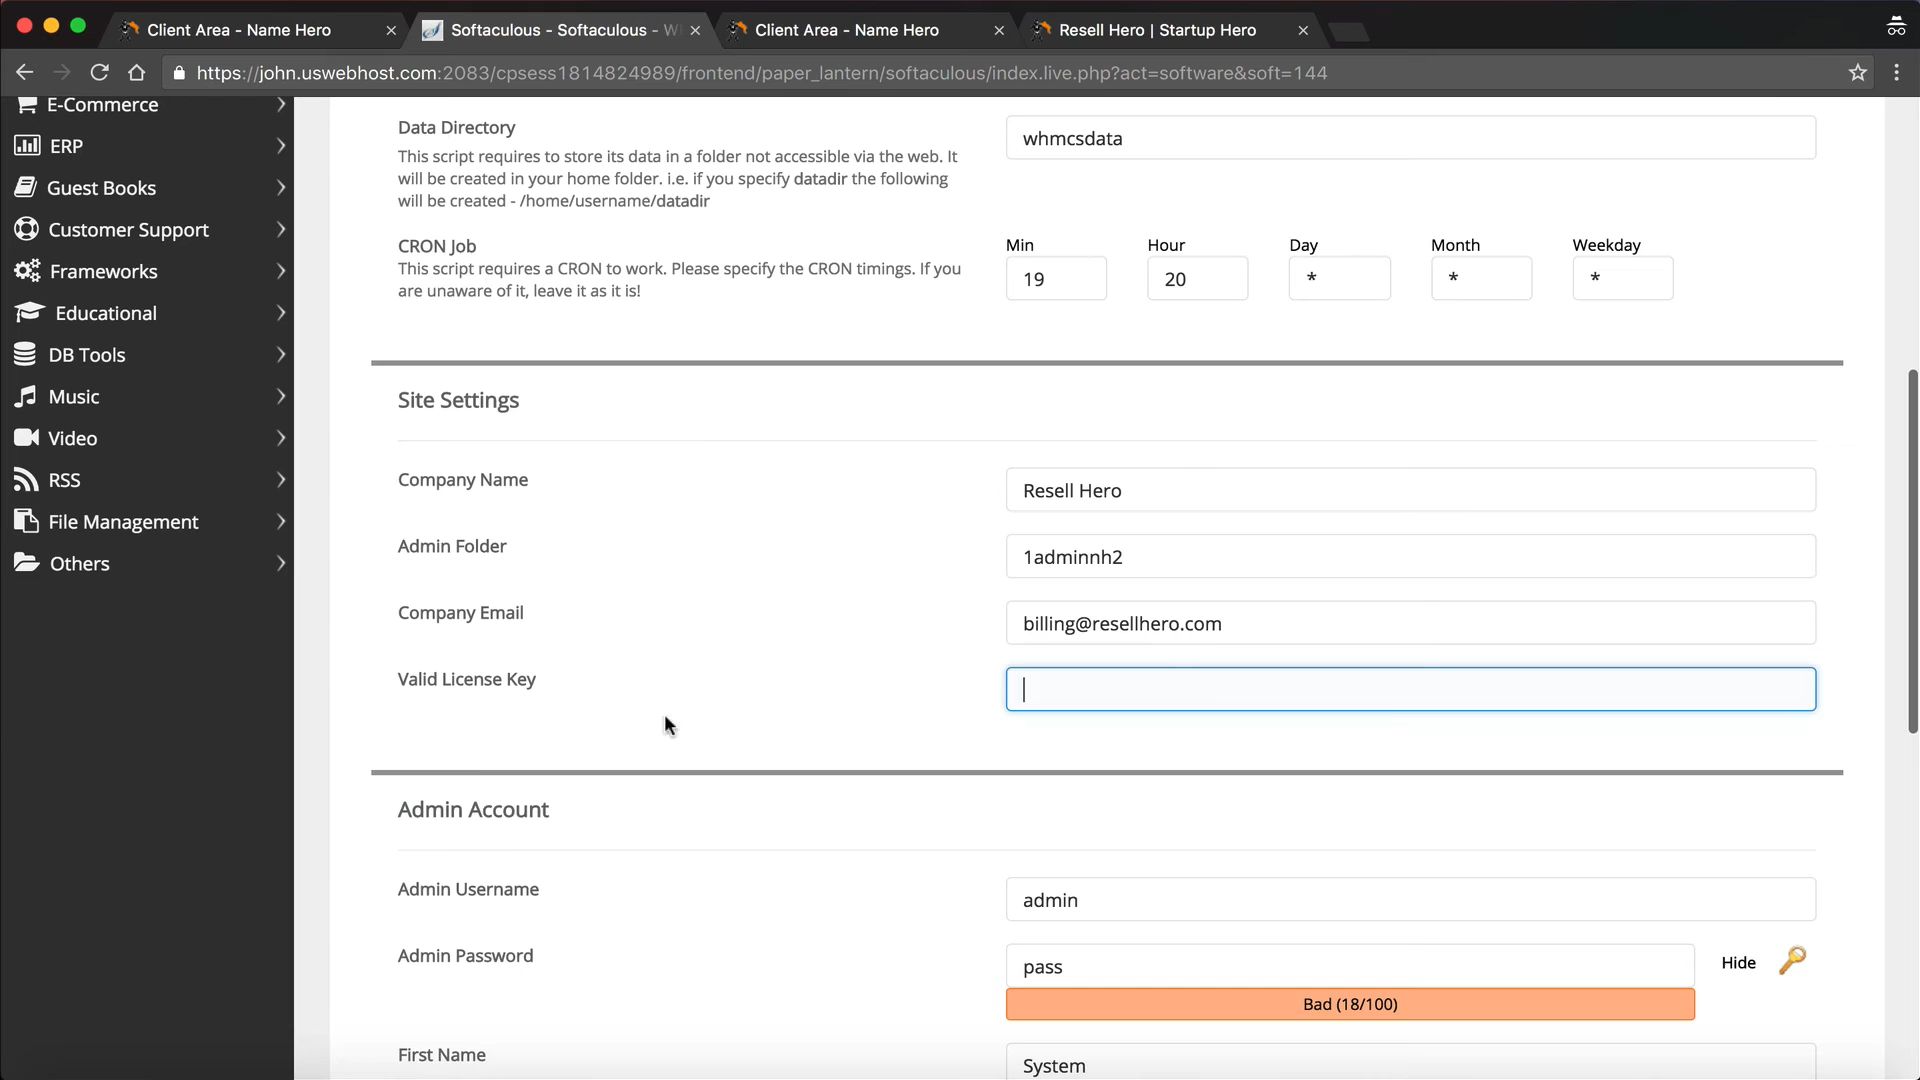 Client Area - Name Hero
Softaculous - Softaculous - W
Client Area - Name Hero
Resell Hero | Startup Hero
https://john.uswebhost.com:2083/cpsess1814824989/frontend/paper_lantern/softaculous/index.live.php?act=software&soft=144
E-Commerce
ERP
Guest Books
Customer Support
Frameworks
Educational
DB Tools
Music
Video
RSS
File Management
Others
Data Directory
whmcsdata
This script requires to store its data in a folder not accessible via the web. It
will be created in your home folder. i.e. if you specify datadir the following
will be created - /home/username/datadir
CRON Job
This script requires a CRON to work. Please specify the CRON timings. If you
are unaware of it, leave it as it is!
Min Hour Day Month Weekday
19 20 * * *
Site Settings
Company Name
Resell Hero
Admin Folder
1adminnh2
Company Email
billing@resellhero.com
Valid License Key
Admin Account
Admin Username
admin
Admin Password
pass
Hide
Bad (18/100)
First Name
System